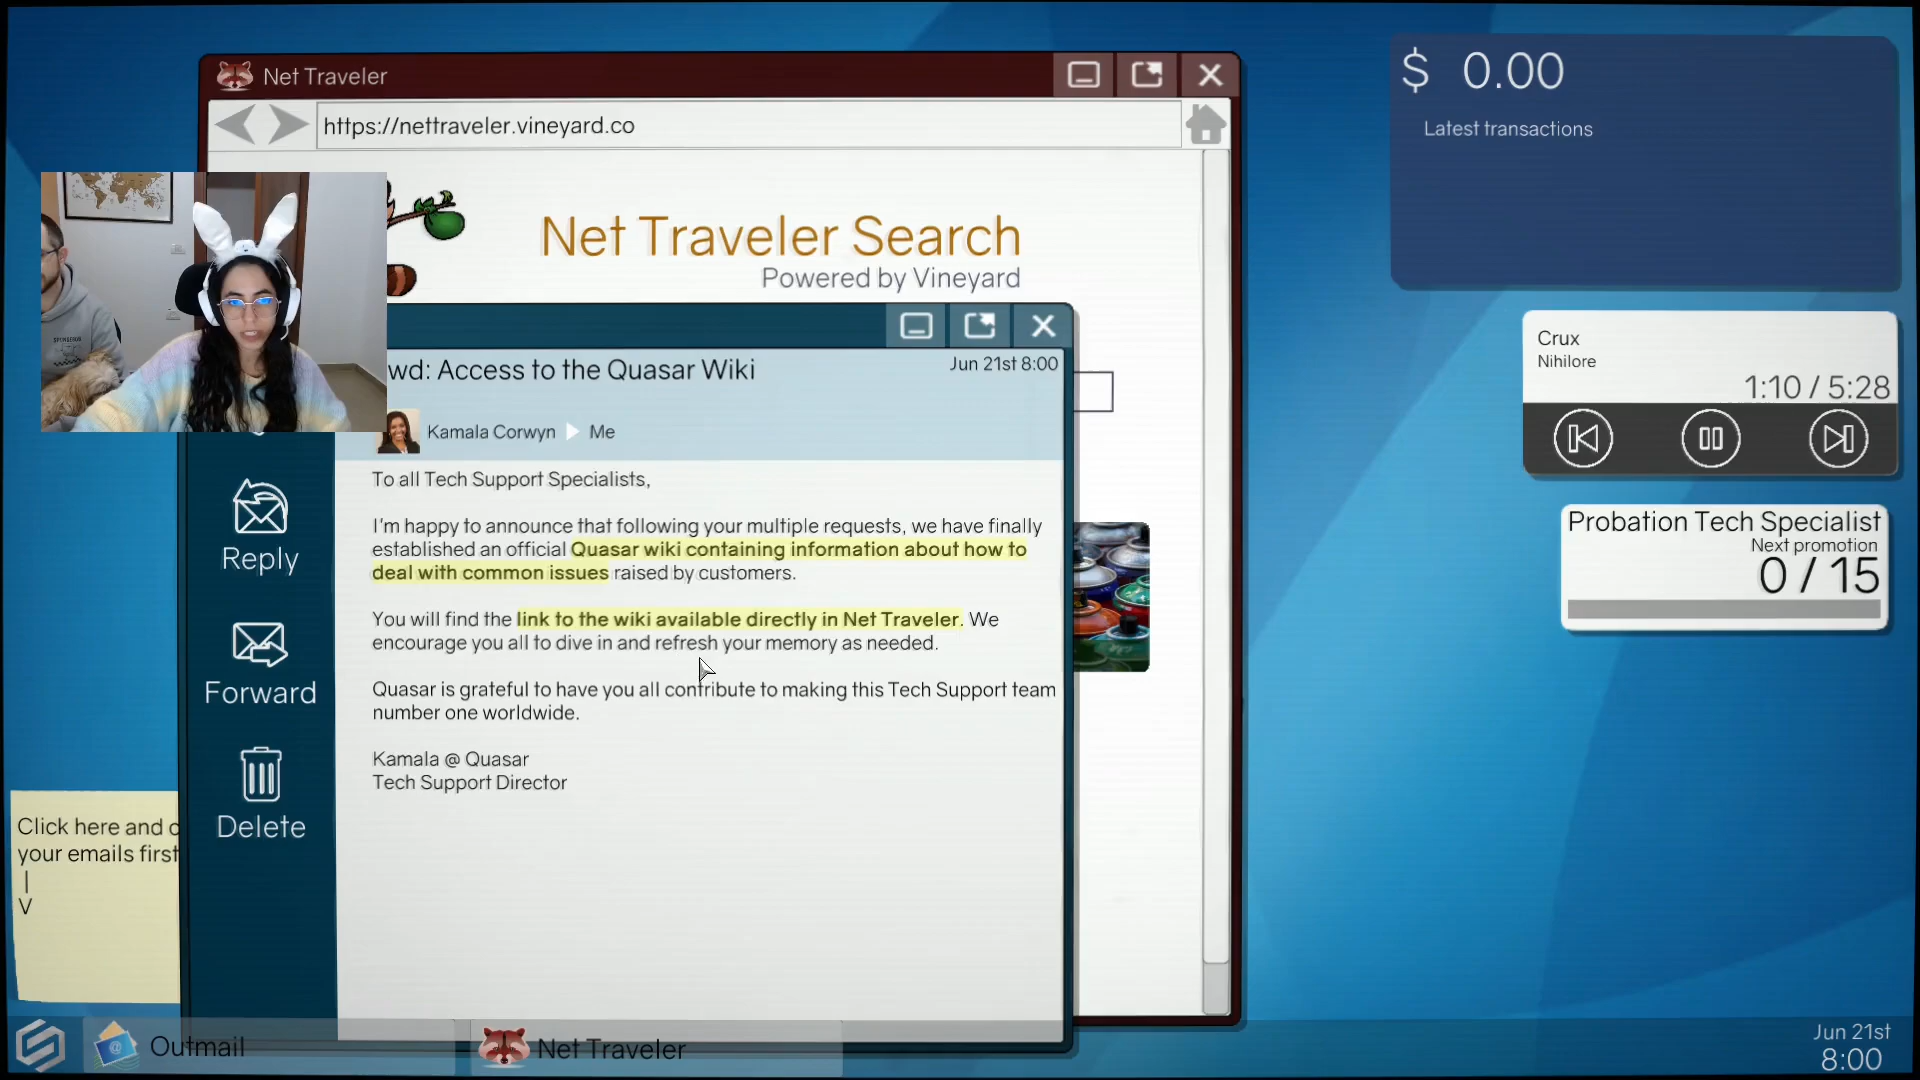 Net Traveler
https://nettraveler.vineyard.co
Net Traveler Search
Powered by Vineyard
$ 0.00
Latest transactions
Crux
Nihilore
1:10 / 5:28
Probation Tech Specialist
Next promotion
0 / 15
wd: Access to the Quasar Wiki
Jun 21st 8:00
Kamala Corwyn
Me
To all Tech Support Specialists,
I'm happy to announce that following your multiple requests, we have finally
established an official Quasar wiki containing information about how to
deal with common issues raised by customers.
You will find the link to the wiki available directly in Net Traveler. We
encourage you all to dive in and refresh your memory as needed.
Quasar is grateful to have you all contribute to making this Tech Support team
number one worldwide.
Kamala @ Quasar
Tech Support Director
Reply
Forward
Delete
Click here and
your emails first
|
V
Outmail
Net Traveler
Jun 21st
8:00